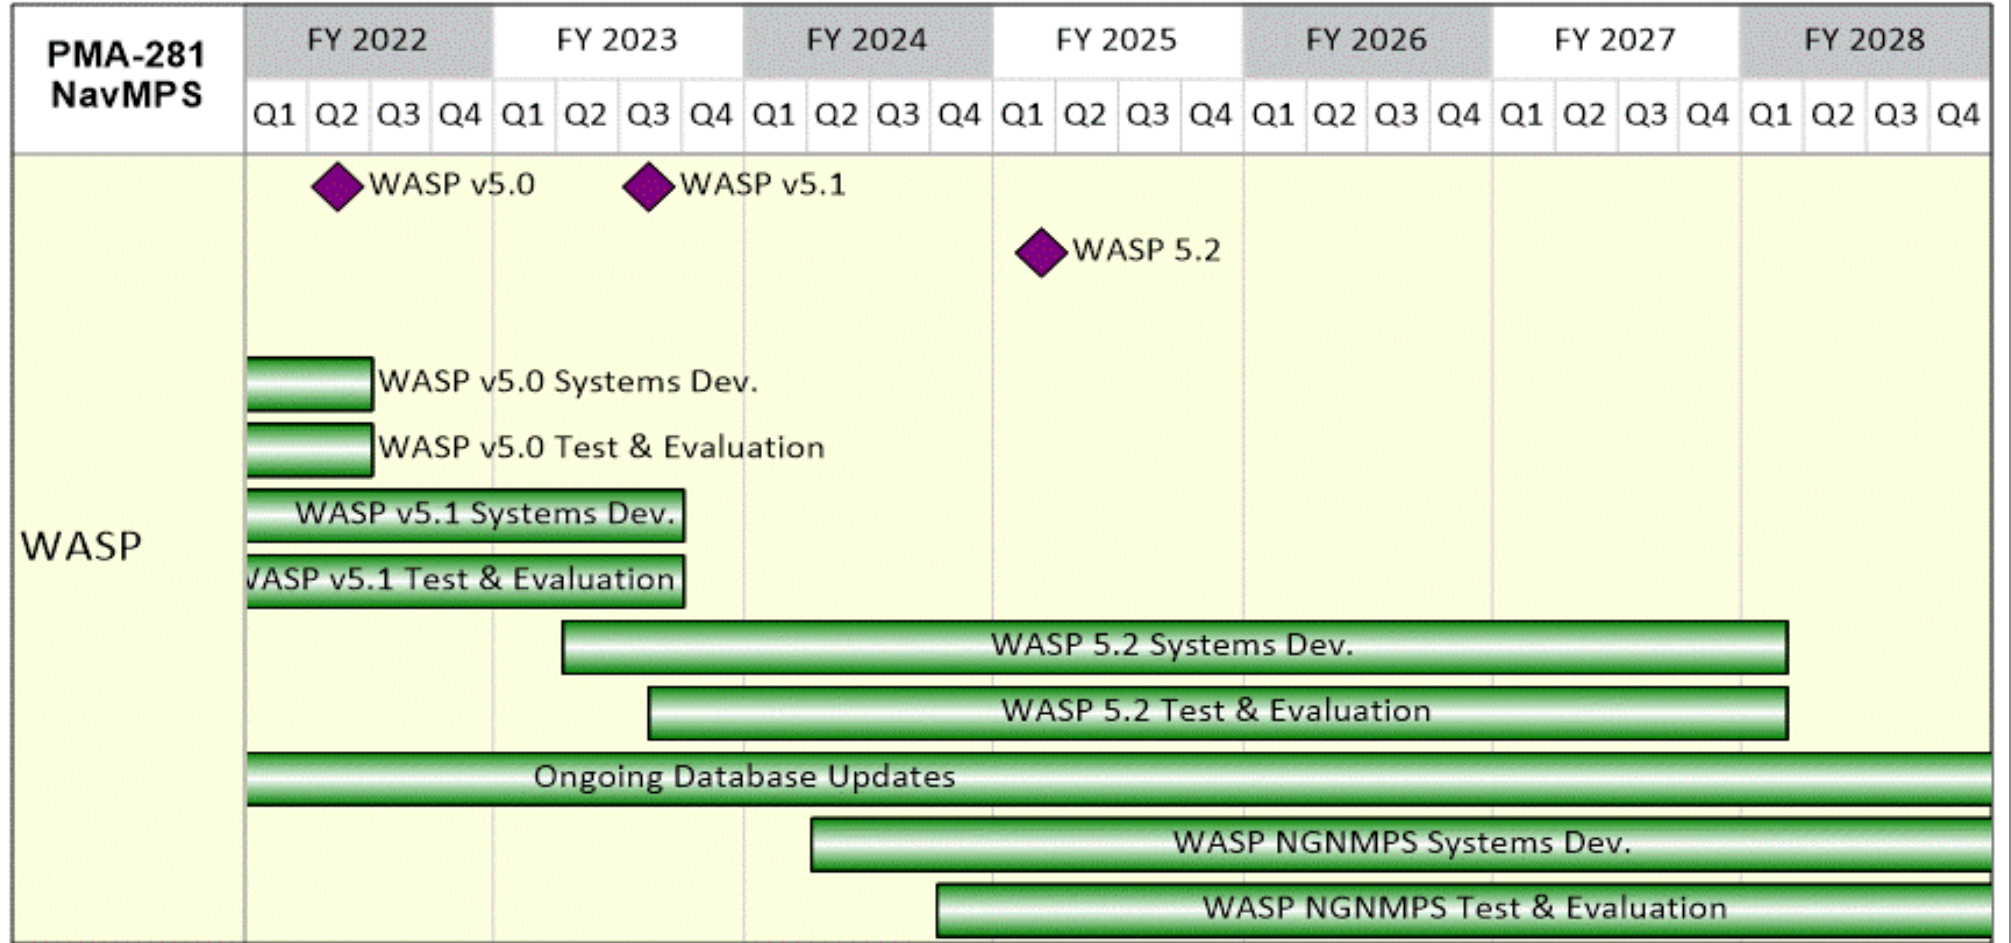 PMA-281
NavMPS
FY 2022 FY 2023 FY 2024 FY 2025 FY 2026 FY 2027 FY 2028
Q1 Q2 Q3 Q4 Q1 Q2 Q3 Q4 Q1 Q2 Q3 Q4 Q1 Q2 Q3 Q4 Q1 Q2 Q3 Q4 Q1 Q2 Q3 Q4 Q1 Q2 Q3 Q4
WASP
WASP v5.0 WASP v5.1
WASP 5.2
WASP v5.0 Systems Dev.
WASP v5.0 Test & Evaluation
WASP v5.1 Systems Dev.
WASP v5.1 Test & Evaluation
WASP 5.2 Systems Dev.
WASP 5.2 Test & Evaluation
Ongoing Database Updates
WASP NGNMPS Systems Dev.
WASP NGNMPS Test & Evaluation